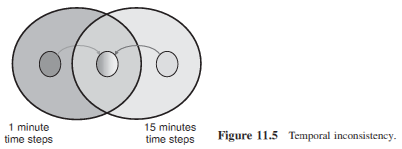 1 minute
time steps
15 minutes
time steps
Figure 11.5 Temporal inconsistency.